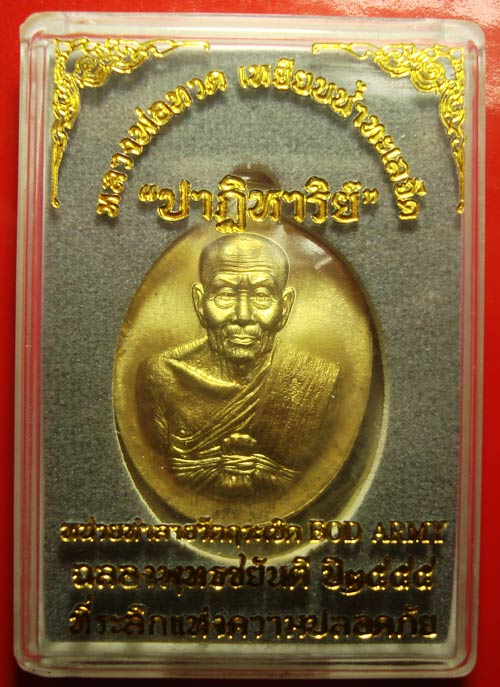 หลวงพ่อทวด เหยียบน้ำทะเลจืด
“ปาฏิหาริย์”
หน่วยทำลายวัตถุระเบิด EOD ARMY
ฉลองพุทธชยันตี ปี๒๕๕๕
ที่ระลึกแห่งความปลอดภัย